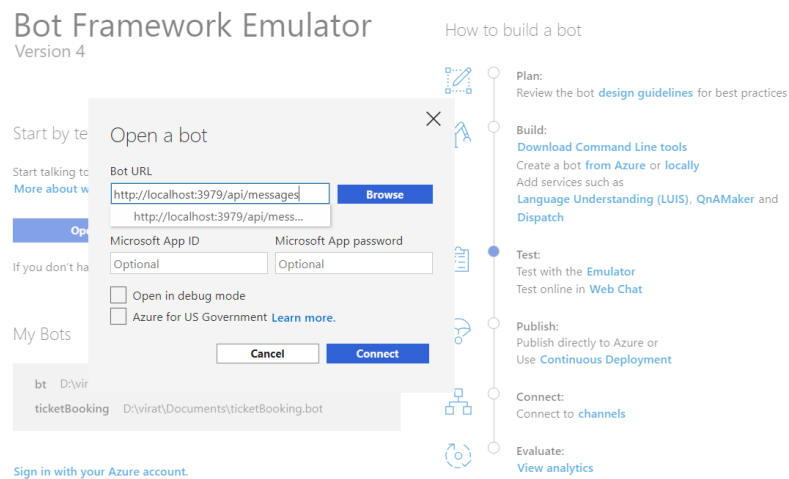 Bot Framework Emulator
Version 4
Start by te
Start talking to
More about w
Ope
If you don't ha
My Bots
bt D:\virat
ticketBooking D:\virat\Documents\ticketBooking.bot
Sign in with your Azure account.
Open a bot
Bot URL
http://localhost:3979/api/messages
Browse
http://localhost:3979/api/mess...
Microsoft App ID Microsoft App password
Optional Optional
Open in debug mode
Azure for US Government Learn more.
Cancel Connect
How to build a bot
Plan:
Review the bot design guidelines for best practices
Build:
Download Command Line tools
Create a bot from Azure or locally
Add services such as
Language Understanding (LUIS), QnAMaker and
Dispatch
Test:
Test with the Emulator
Test online in Web Chat
Publish:
Publish directly to Azure or
Use Continuous Deployment
Connect:
Connect to channels
Evaluate:
View analytics